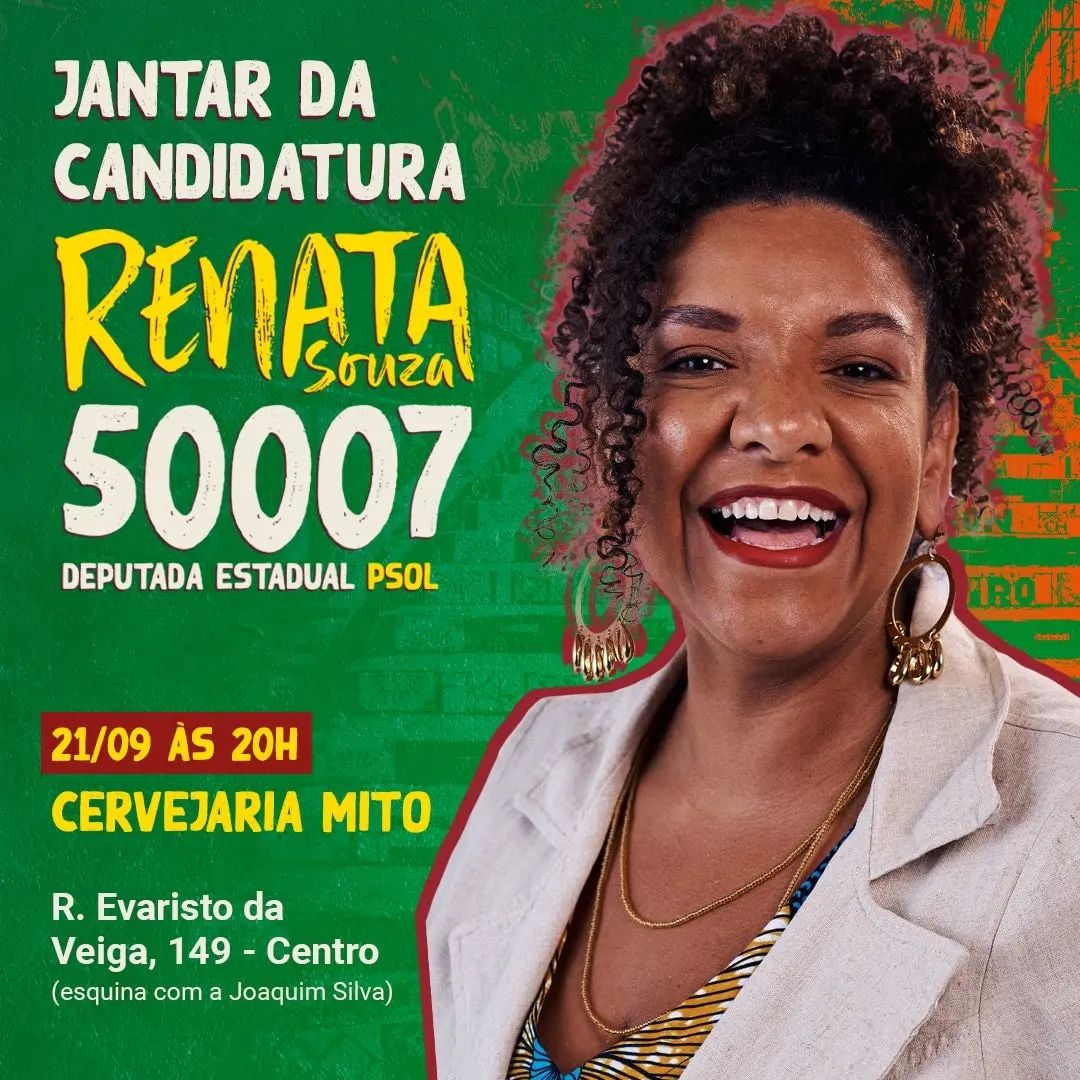 JANTAR DA
CANDIDATURA
RENATA
Souza
50007
DEPUTADA ESTADUAL PSOL
21/09 ÀS 20H
CERVEJARIA MITO
R. Evaristo da
Veiga, 149 - Centro
(esquina com a Joaquim Silva)